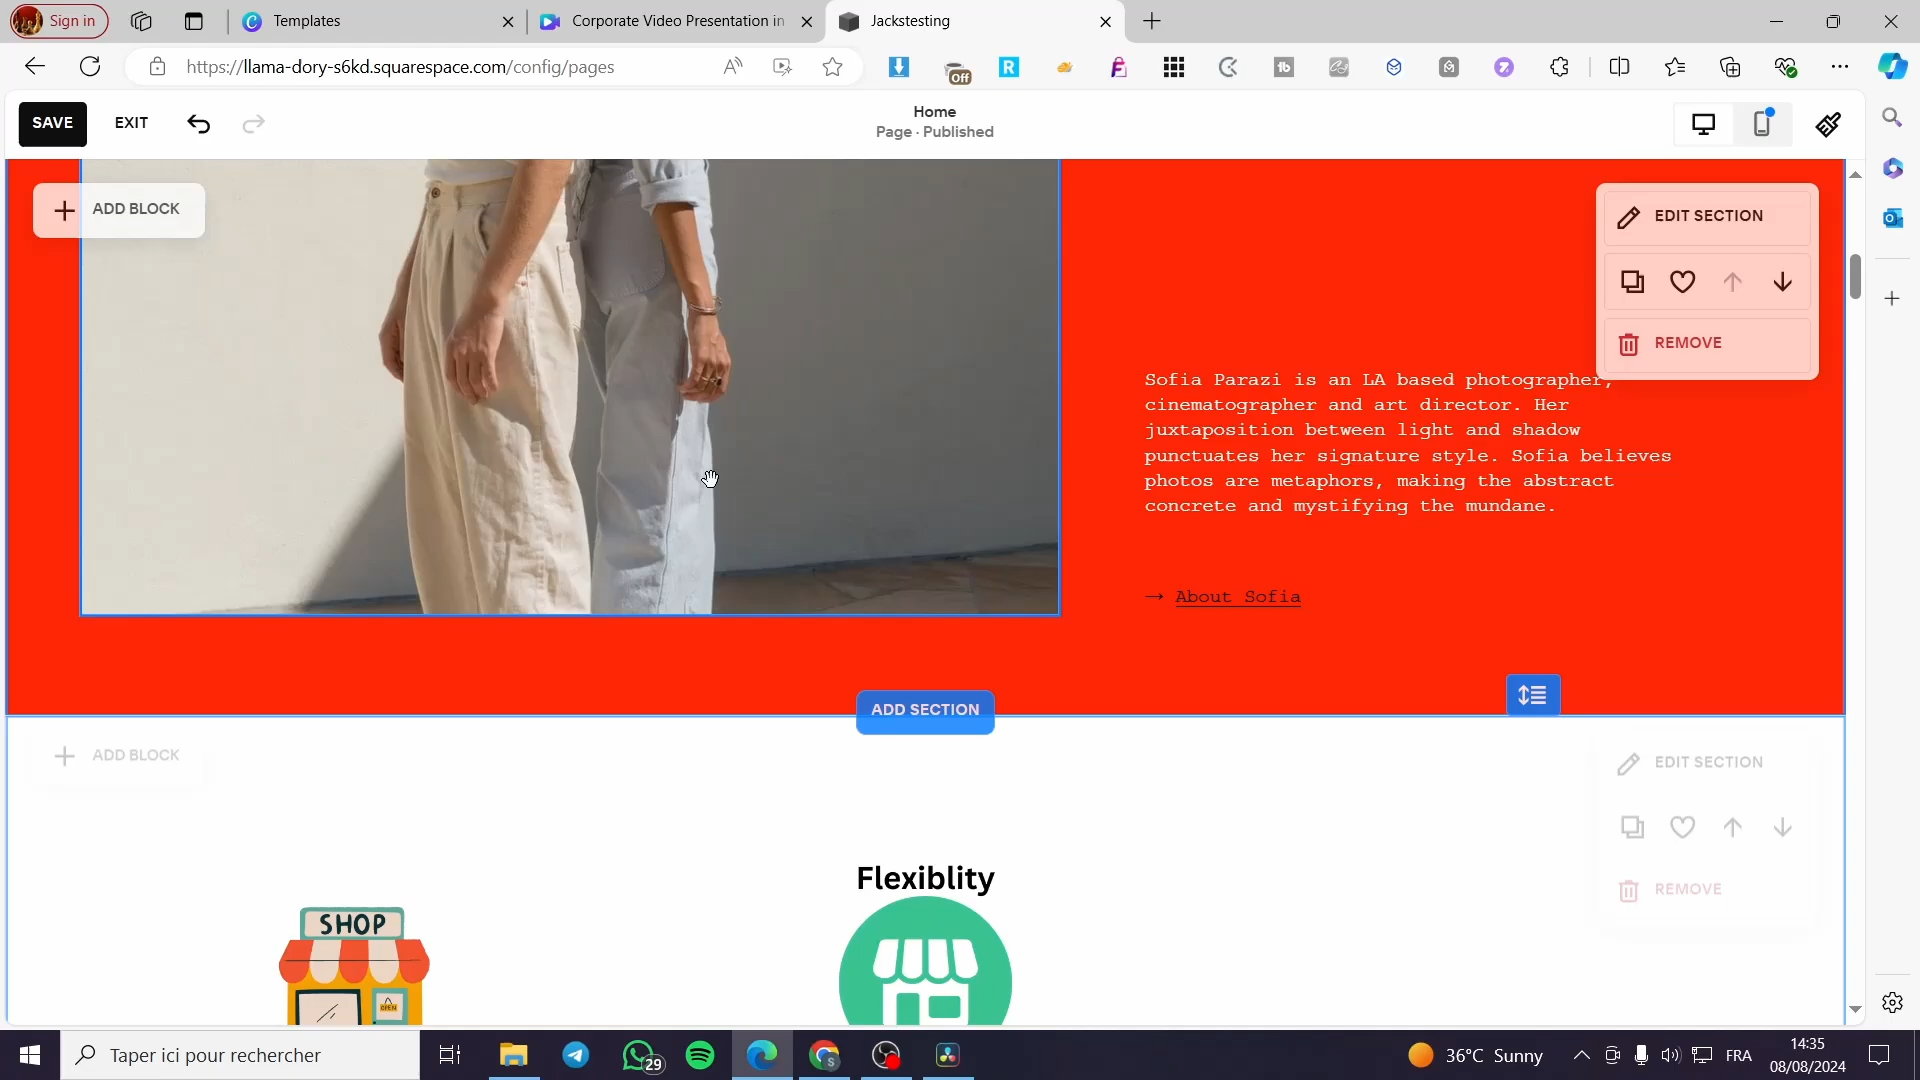 Sign in
Templates
Corporate Video Presentation in
Jackstesting
https://llama-dory-s6kd.squarespace.com/config/pages
Off
SAVE
EXIT
Home
Page · Published
ADD BLOCK
EDIT SECTION
REMOVE
Sofia Parazi is an LA based photographer,
cinematographer and art director. Her
juxtaposition between light and shadow
punctuates her signature style. Sofia believes
photos are metaphors, making the abstract
concrete and mystifying the mundane.
→ About Sofia
ADD SECTION
ADD BLOCK
EDIT SECTION
REMOVE
Flexiblity
SHOP
OPEN
Taper ici pour rechercher
29
36°C Sunny
FRA
14:35
08/08/2024